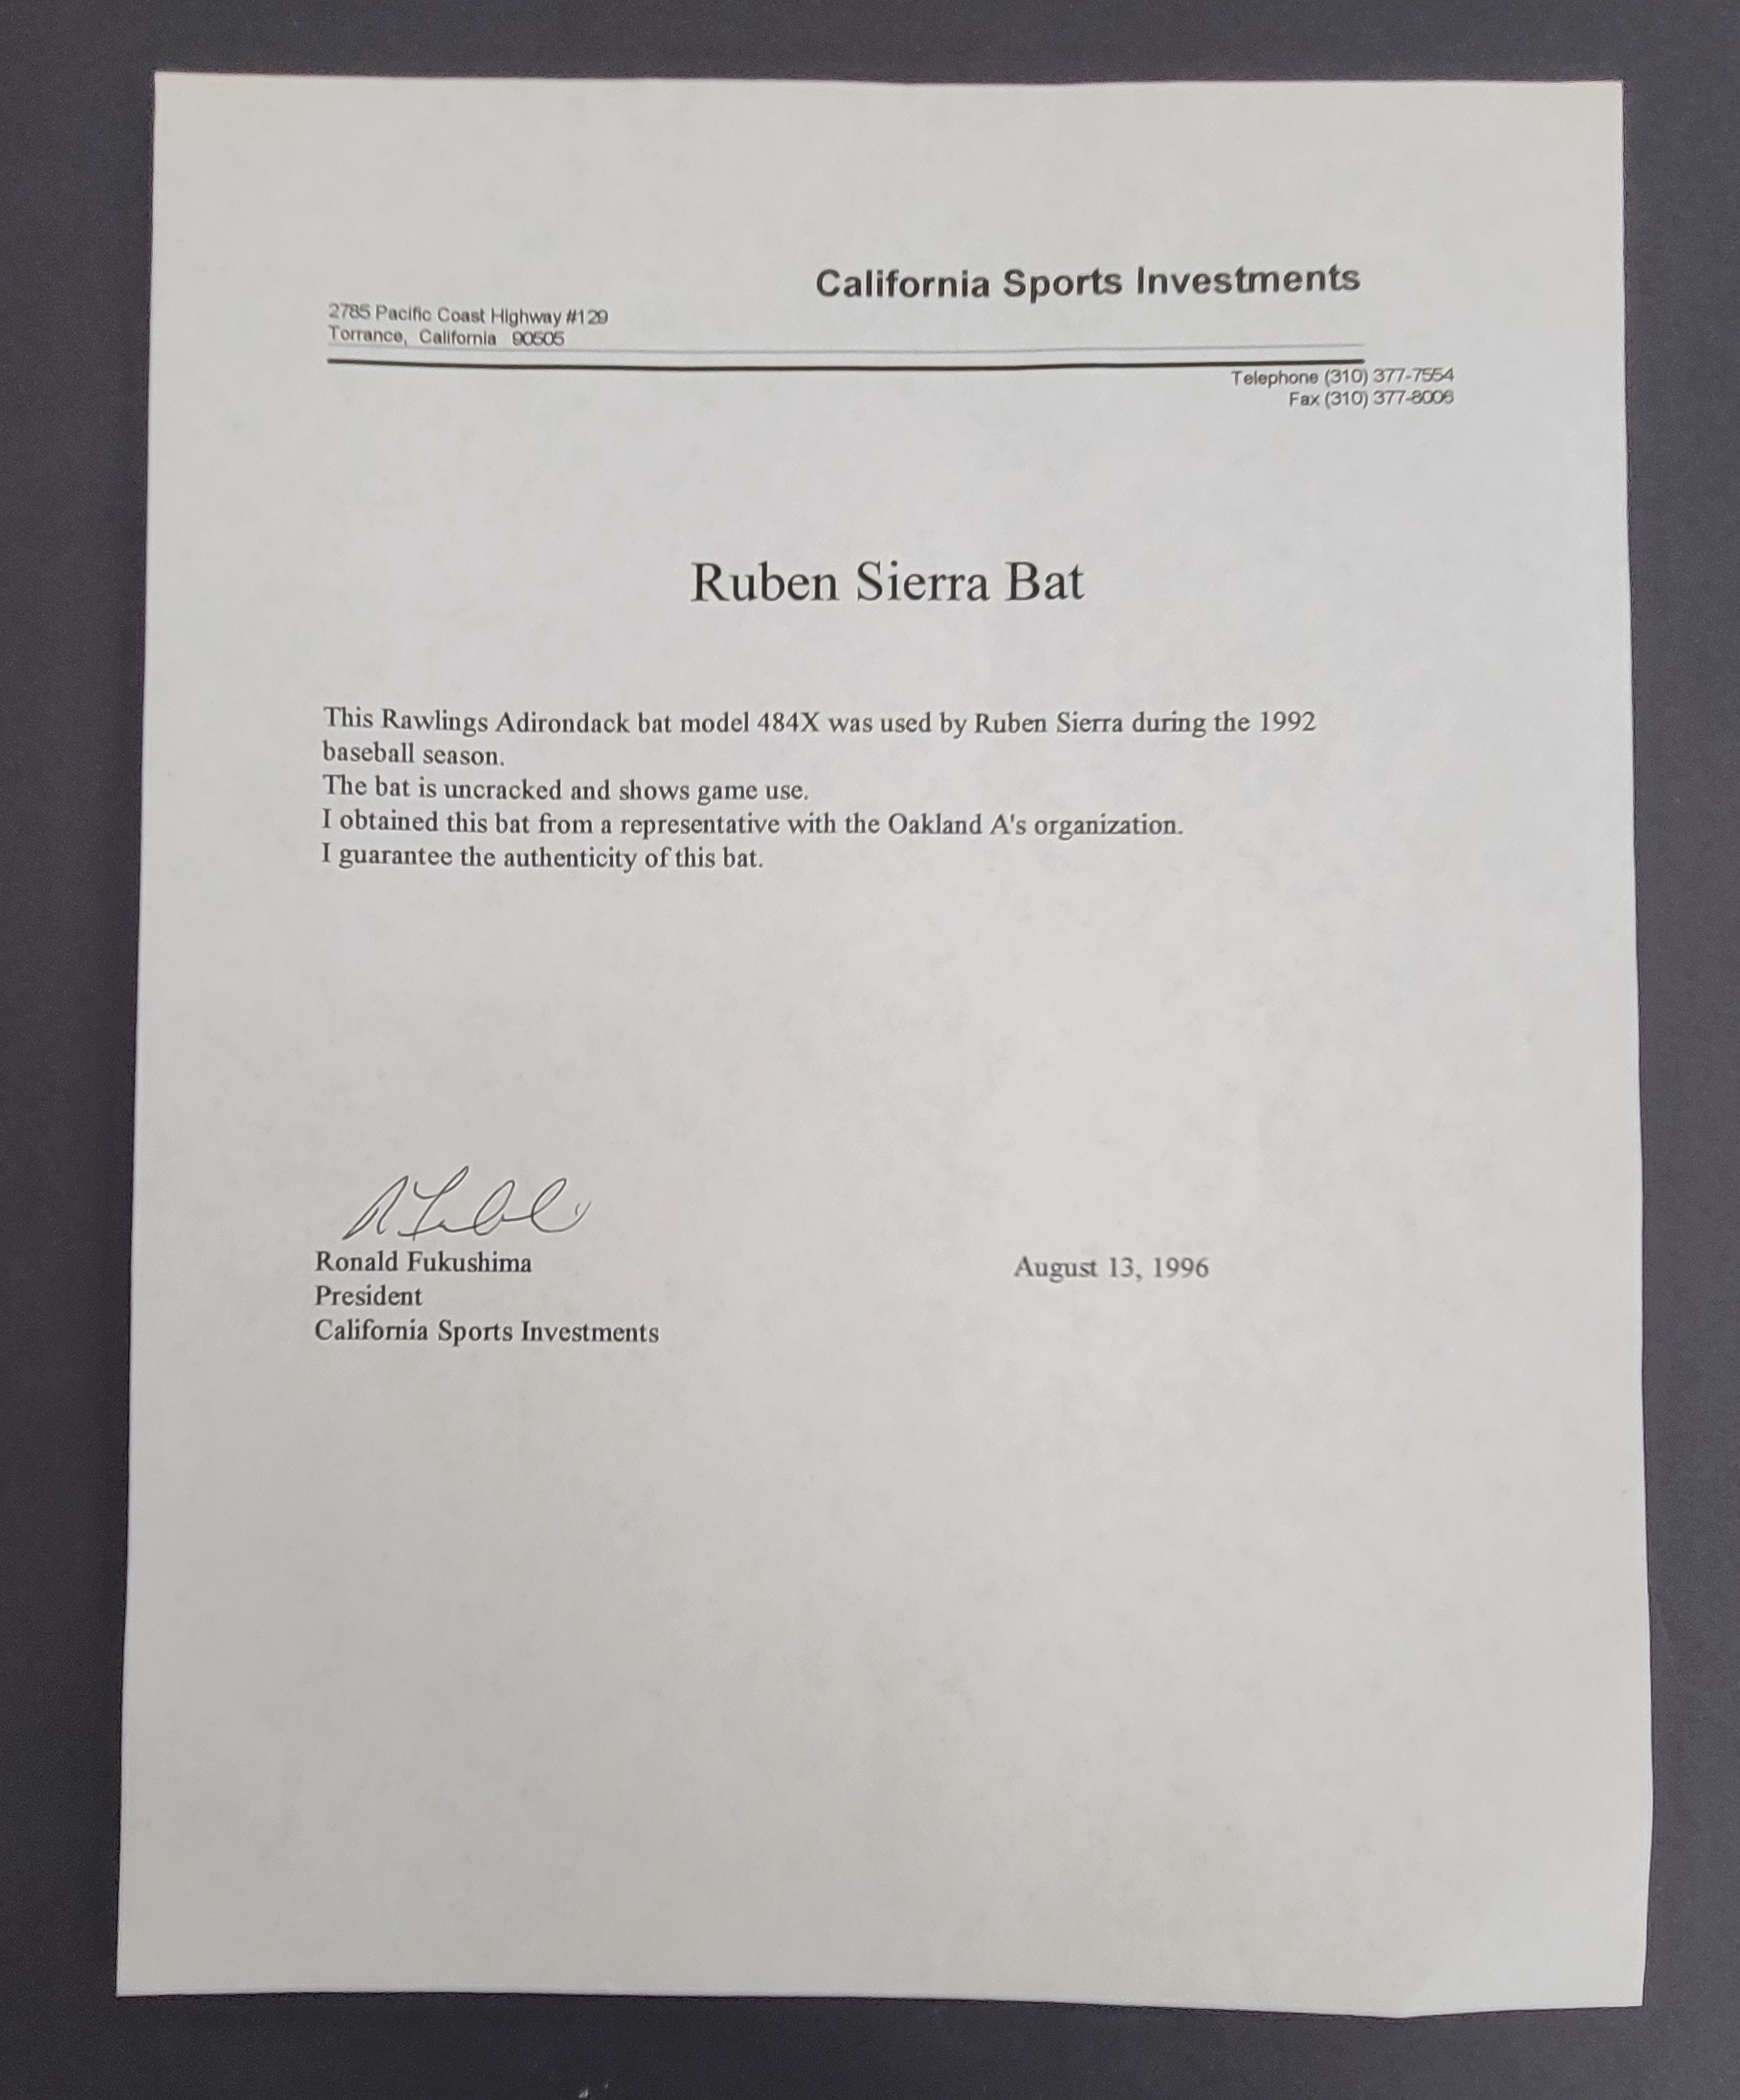 California Sports Investments
2785 Pacific Coast Highway #129
Torrance, California 90505
Telephone (310) 377-7554
Fax (310) 377-8006
Ruben Sierra Bat
This Rawlings Adirondack bat model 484X was used by Ruben Sierra during the 1992
baseball season.
The bat is uncracked and shows game use.
I obtained this bat from a representative with the Oakland A's organization.
I guarantee the authenticity of this bat.
Ronald Fukushima
August 13, 1996
President
California Sports Investments